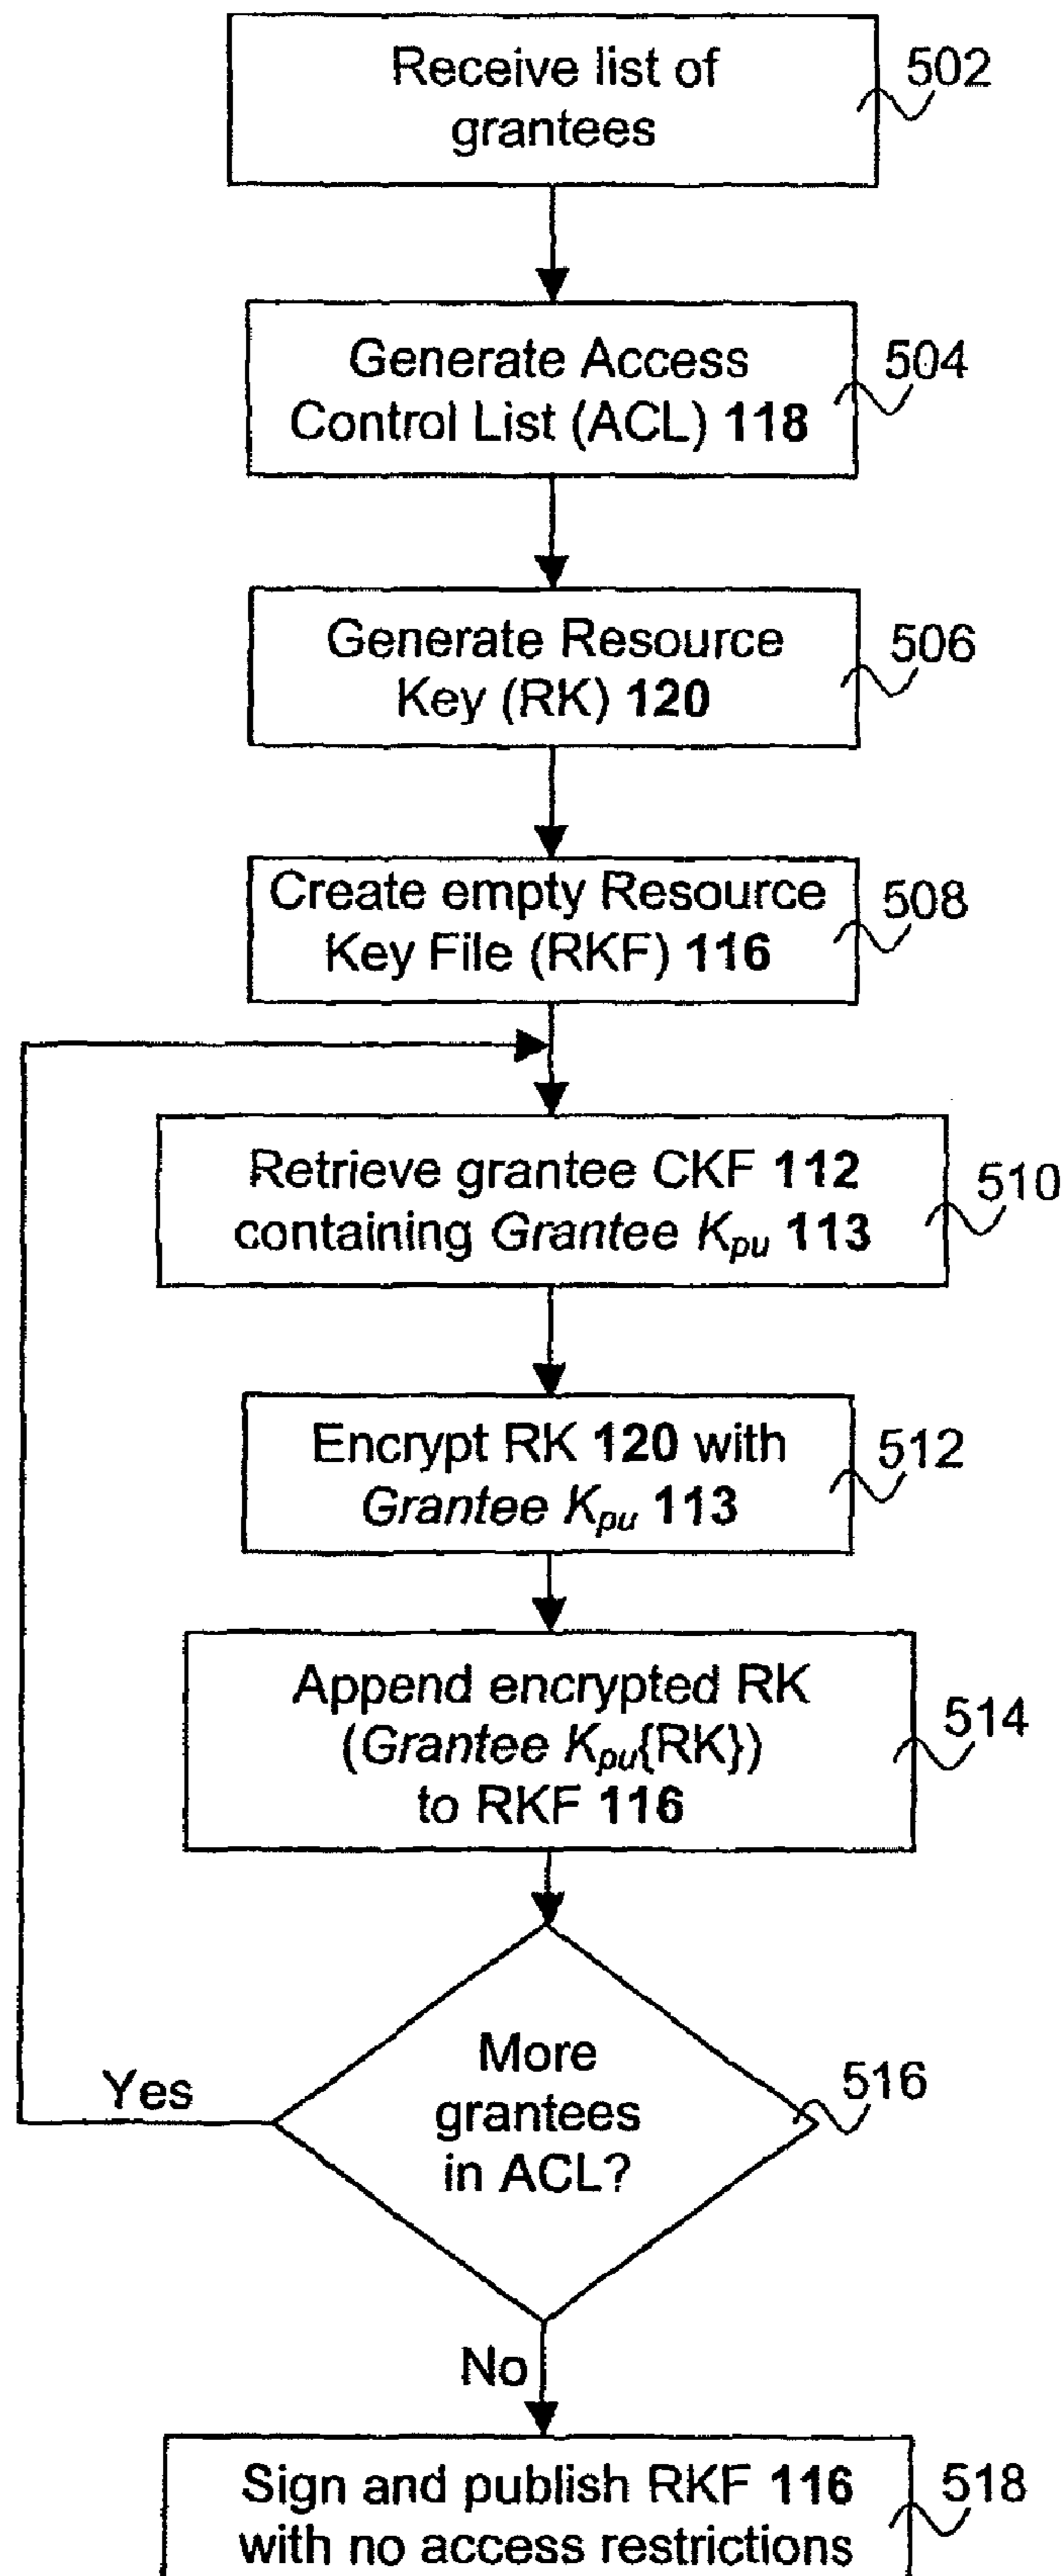 Receive list of
grantees
502
Generate Access
Control List (ACL) 118
504
Generate Resource
Key (RK) 120
506
Create empty Resource
Key File (RKF) 116
508
Retrieve grantee CKF 112
containing Grantee Kpu 113
510
Encrypt RK 120 with
Grantee Kpu 113
512
Append encrypted RK
(Grantee Kpu{RK})
to RKF 116
514
More
grantees
in ACL?
516
Yes
No
Sign and publish RKF 116
with no access restrictions
518